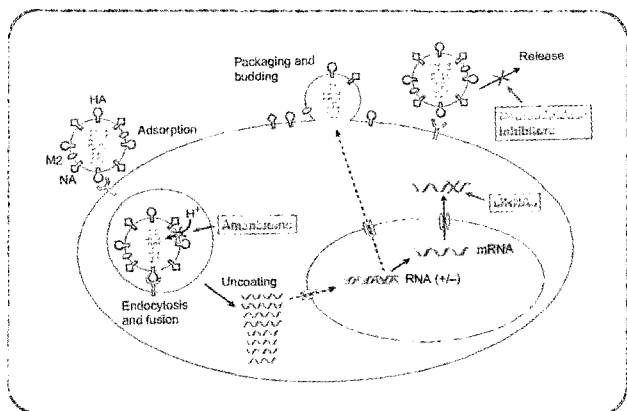 HA
M2
NA
Adsorption
Packaging and
budding
Release
inhibitors
H⁺
Amantadine
Endocytosis
and fusion
Uncoating
RNA (+/–)
mRNA